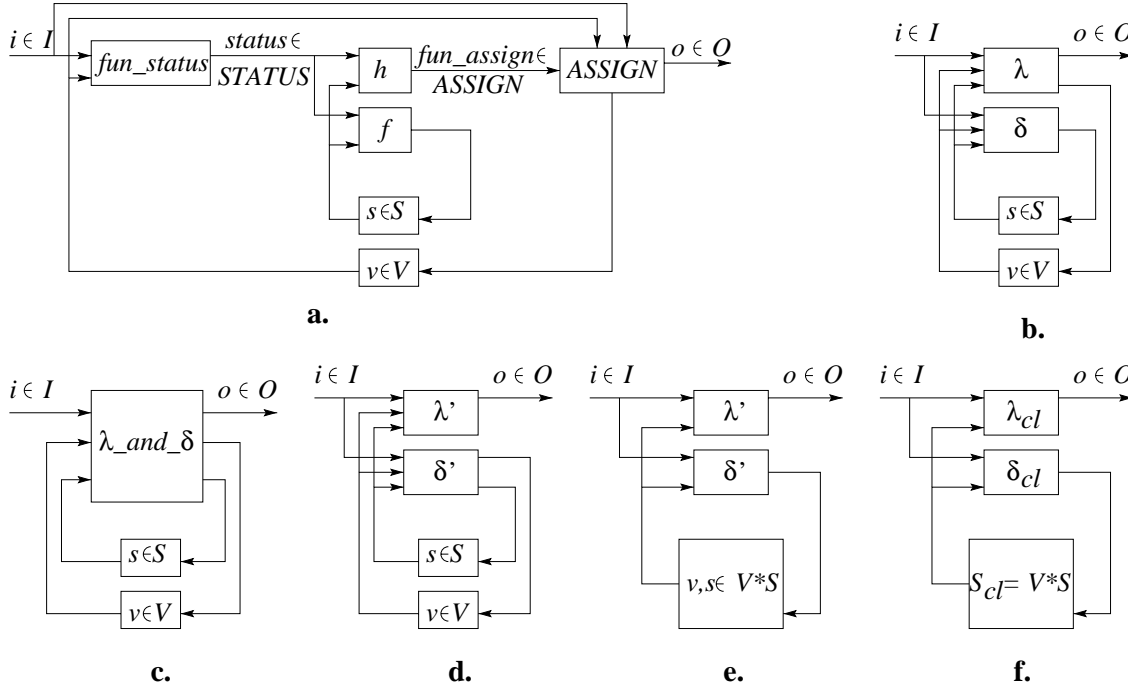 i ∈ I
status ∈
STATUS
fun_status
h
fun_assign ∈
ASSIGN
ASSIGN
o ∈ O
f
s∈S
v∈V
a.
i ∈ I
o ∈ O
λ
δ
s∈S
v∈V
b.
i ∈ I
o ∈ O
λ_and_δ
s∈S
v∈V
c.
i ∈ I
o ∈ O
λ’
δ’
s∈S
v∈V
d.
i ∈ I
o ∈ O
λ’
δ’
v,s∈ V*S
e.
i ∈ I
o ∈ O
λcl
δcl
Scl= V*S
f.